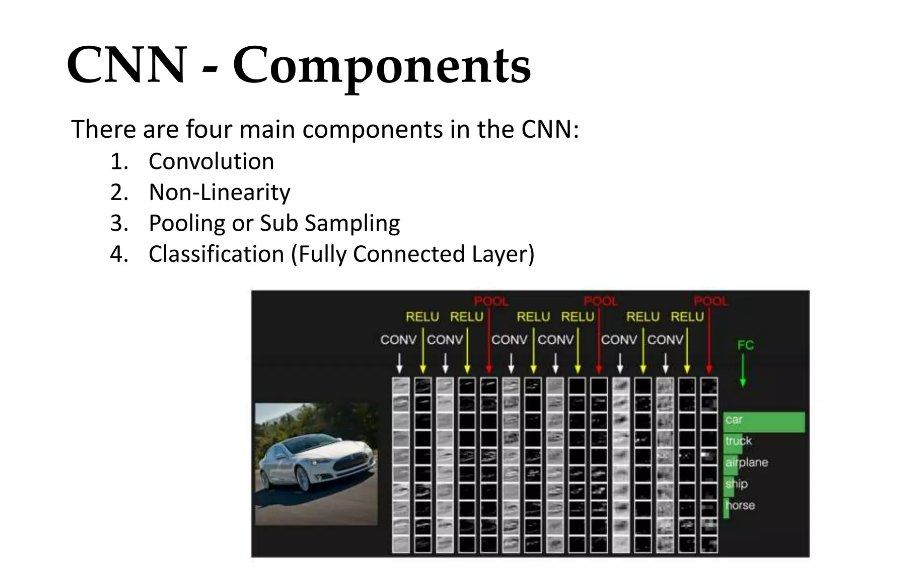 CNN - Components
There are four main components in the CNN:
1. Convolution
2. Non-Linearity
3. Pooling or Sub Sampling
4. Classification (Fully Connected Layer)
POOL POOL POOL
RELU RELU RELU RELU RELU RELU
CONV CONV CONV CONV CONV CONV
FC
car
truck
airplane
ship
horse